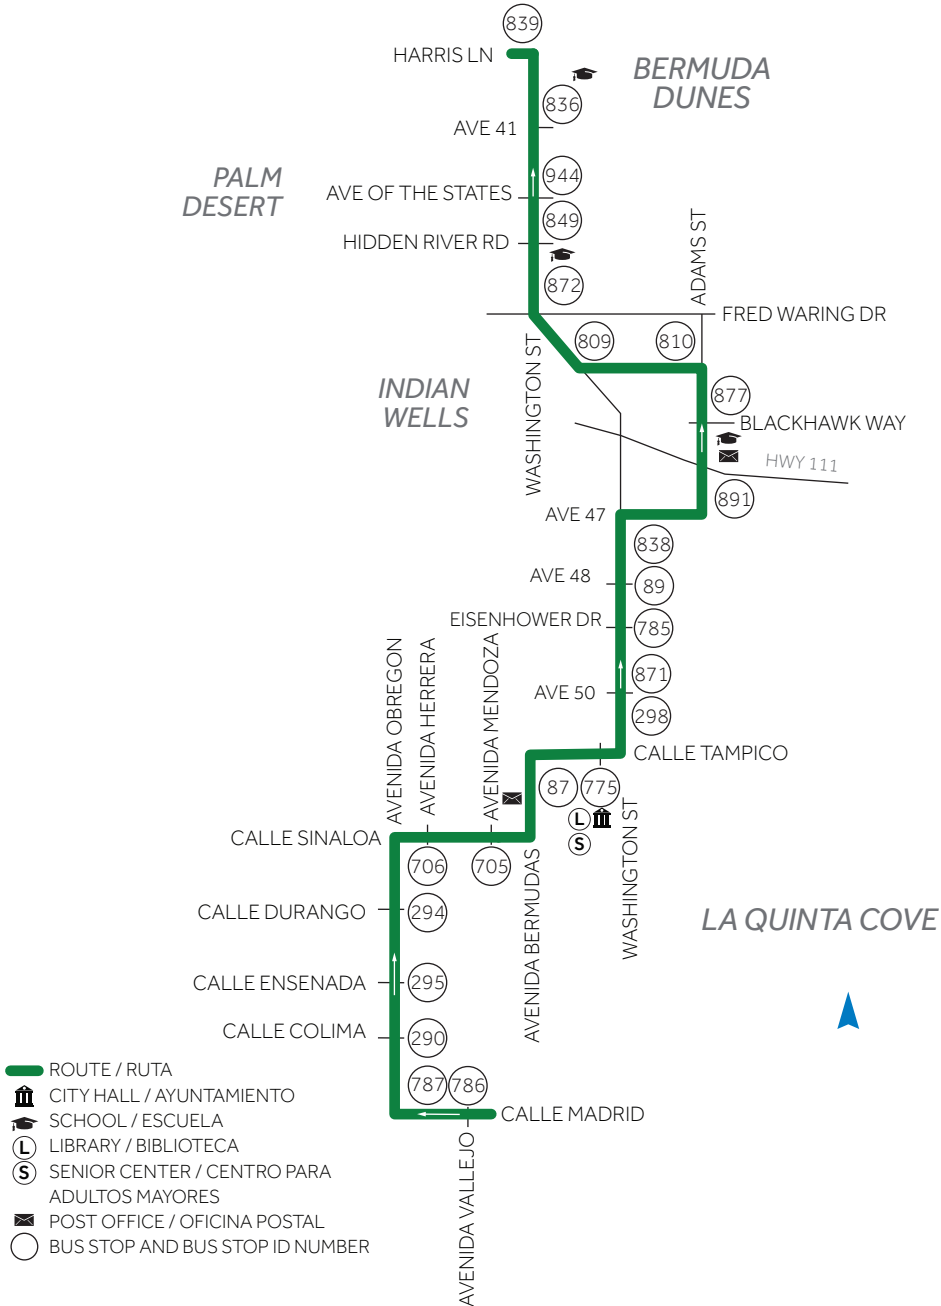 839
HARRIS LN
BERMUDA
DUNES
836
AVE 41
PALM
DESERT
944
AVE OF THE STATES
849
HIDDEN RIVER RD
872
ADAMS ST
FRED WARING DR
809
810
WASHINGTON ST
INDIAN
WELLS
877
BLACKHAWK WAY
HWY 111
891
AVE 47
838
AVE 48
89
EISENHOWER DR
785
871
AVE 50
298
AVENIDA OBREGON
AVENIDA HERRERA
AVENIDA MENDOZA
CALLE TAMPICO
87
775
L
S
WASHINGTON ST
CALLE SINALOA
706
705
AVENIDA BERMUDAS
CALLE DURANGO
294
LA QUINTA COVE
CALLE ENSENADA
295
CALLE COLIMA
290
787
786
CALLE MADRID
AVENIDA VALLEJO
ROUTE / RUTA
CITY HALL / AYUNTAMIENTO
SCHOOL / ESCUELA
L LIBRARY / BIBLIOTECA
S SENIOR CENTER / CENTRO PARA
ADULTOS MAYORES
POST OFFICE / OFICINA POSTAL
BUS STOP AND BUS STOP ID NUMBER